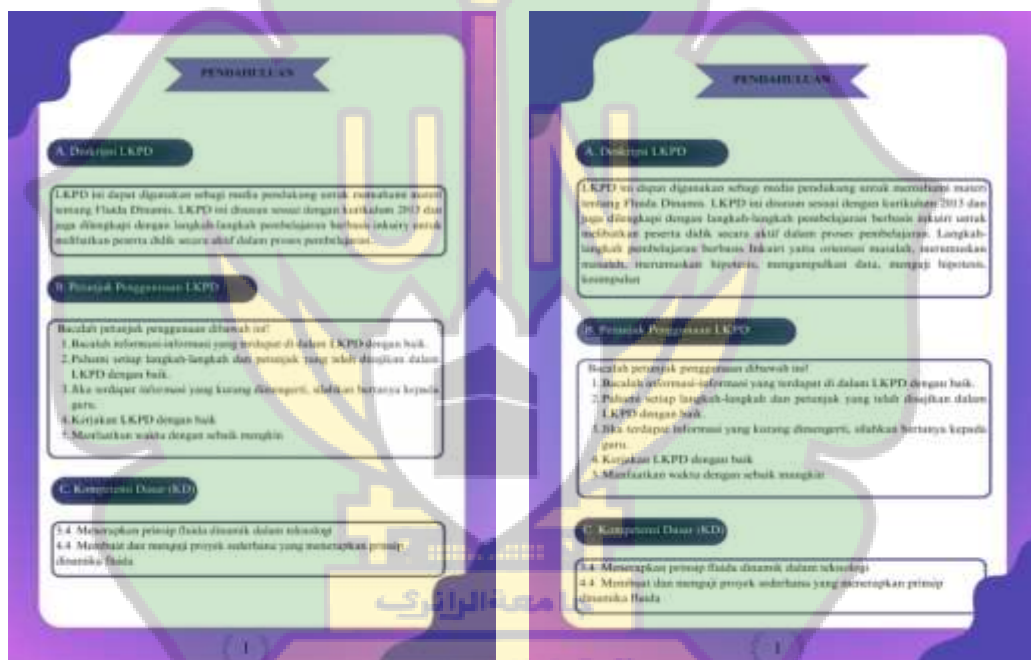 PENDAHULUAN
A. Deskripsi LKPD
LKPD ini dapat digunakan sebagi media pendukung untuk memahami materi
tentang Fluida Dinamis. LKPD ini disusun sesuai dengan kurikulum 2013 dan
juga dilengkapi dengan langkah-langkah pembelajaran berbasis inkuiry untuk
melibatkan peserta didik secara aktif dalam proses pembelajaran.
B. Petunjuk Penggunaan LKPD
Bacalah petunjuk penggunaan dibawah ini!
1. Bacalah informasi-informasi yang terdapat di dalam LKPD dengan baik.
2. Pahami setiap langkah-langkah dan petunjuk yang telah disajikan dalam
LKPD dengan baik.
3. Jika terdapat informasi yang kurang dimengerti, silahkan bertanya kepada
guru.
4. Kerjakan LKPD dengan baik
5. Manfaatkan waktu dengan sebaik mungkin
C. Kompetensi Dasar (KD)
3.4 Menerapkan prinsip fluida dinamik dalam teknologi
4.4 Membuat dan menguji proyek sederhana yang menerapkan prinsip
dinamika fluida
1
PENDAHULUAN
A. Deskripsi LKPD
LKPD ini dapat digunakan sebagi media pendukung untuk memahami materi
tentang Fluida Dinamis. LKPD ini disusun sesuai dengan kurikulum 2013 dan
juga dilengkapi dengan langkah-langkah pembelajaran berbasis inkuiri untuk
melibatkan peserta didik secara aktif dalam proses pembelajaran. Langkah-
langkah pembelajaran berbasis Inkuiri yaitu orientasi masalah, merumuskan
masalah, merumuskan hipotesis, mengumpulkan data, menguji hipotesis,
kesimpulan
B. Petunjuk Penggunaan LKPD
Bacalah petunjuk penggunaan dibawah ini!
1. Bacalah informasi-informasi yang terdapat di dalam LKPD dengan baik.
2. Pahami setiap langkah-langkah dan petunjuk yang telah disajikan dalam
LKPD dengan baik.
3. Jika terdapat informasi yang kurang dimengerti, silahkan bertanya kepada
guru.
4. Kerjakan LKPD dengan baik
5. Manfaatkan waktu dengan sebaik mungkin
C. Kompetensi Dasar (KD)
3.4 Menerapkan prinsip fluida dinamik dalam teknologi
4.4 Membuat dan menguji proyek sederhana yang menerapkan prinsip
dinamika fluida
1
UIN
جامعة الرانري